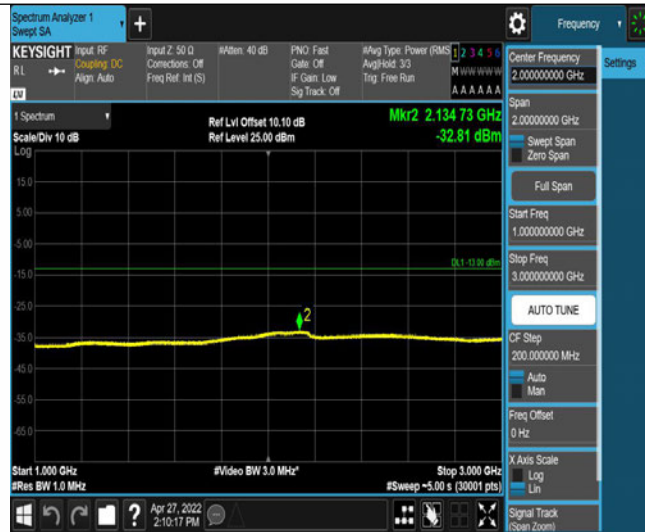 Spectrum Analyzer 1
Swept SA
Frequency
KEYSIGHT
Input: RF
Coupling: DC
Align: Auto
Input Z: 50 Ω
Corrections: Off
Freq Ref: Int (S)
#Atten: 40 dB
PNO: Fast
Gate: Off
IF Gain: Low
Sig Track: Off
#Avg Type: Power (RMS
Avg|Hold: 3/3
Trig: Free Run
1 2 3 4 5 6
M W W W W W
A A A A A A
R L
LNI
1 Spectrum
Scale/Div 10 dB
Log
Ref Lvl Offset 10.10 dB
Ref Level 25.00 dBm
Mkr2 2.134 73 GHz
-32.81 dBm
15.0
5.00
-5.00
-15.0
-25.0
-35.0
-45.0
-55.0
-65.0
DL1 -13.00 dBm
2
Start 1.000 GHz
#Res BW 1.0 MHz
#Video BW 3.0 MHz*
Stop 3.000 GHz
#Sweep ~5.00 s (30001 pts)
Apr 27, 2022
2:10:17 PM
Center Frequency
2.000000000 GHz
Settings
Span
2.00000000 GHz
Swept Span
Zero Span
Full Span
Start Freq
1.000000000 GHz
Stop Freq
3.000000000 GHz
AUTO TUNE
CF Step
200.000000 MHz
Auto
Man
Freq Offset
0 Hz
X Axis Scale
Log
Lin
Signal Track
(Span Zoom)